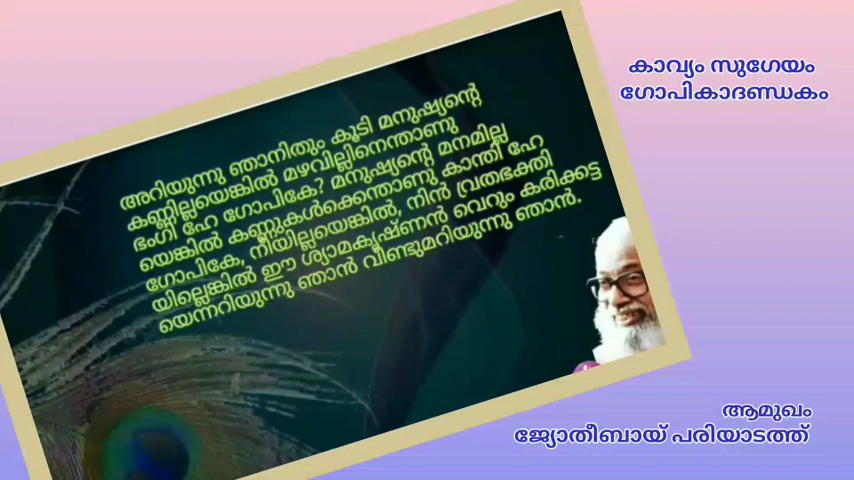 കാവ്യം സുഗേയം
ഗോപികാദണ്ഡകം
അറിയുന്നു ഞാനിതും കൂടി മനുഷ്യന്റെ
കണ്ണില്ലയെങ്കിൽ മഴവില്ലിനെന്താണു
ഭംഗി ഹേ ഗോപികേ? മനുഷ്യന്റെ മനമില്ല
യെങ്കിൽ കണ്ണുകൾക്കെന്താണു കാന്തി ഹേ
ഗോപികേ, നീയില്ലയെങ്കിൽ, നിൻ വ്രതഭക്തി
യില്ലെങ്കിൽ ഈ ശ്യാമകൃഷ്ണൻ വെറും കരിക്കട്ട
യെന്നറിയുന്നു ഞാൻ വീണ്ടുമറിയുന്നു ഞാൻ.
ആമുഖം
ജ്യോതീബായ് പരിയാടത്ത്